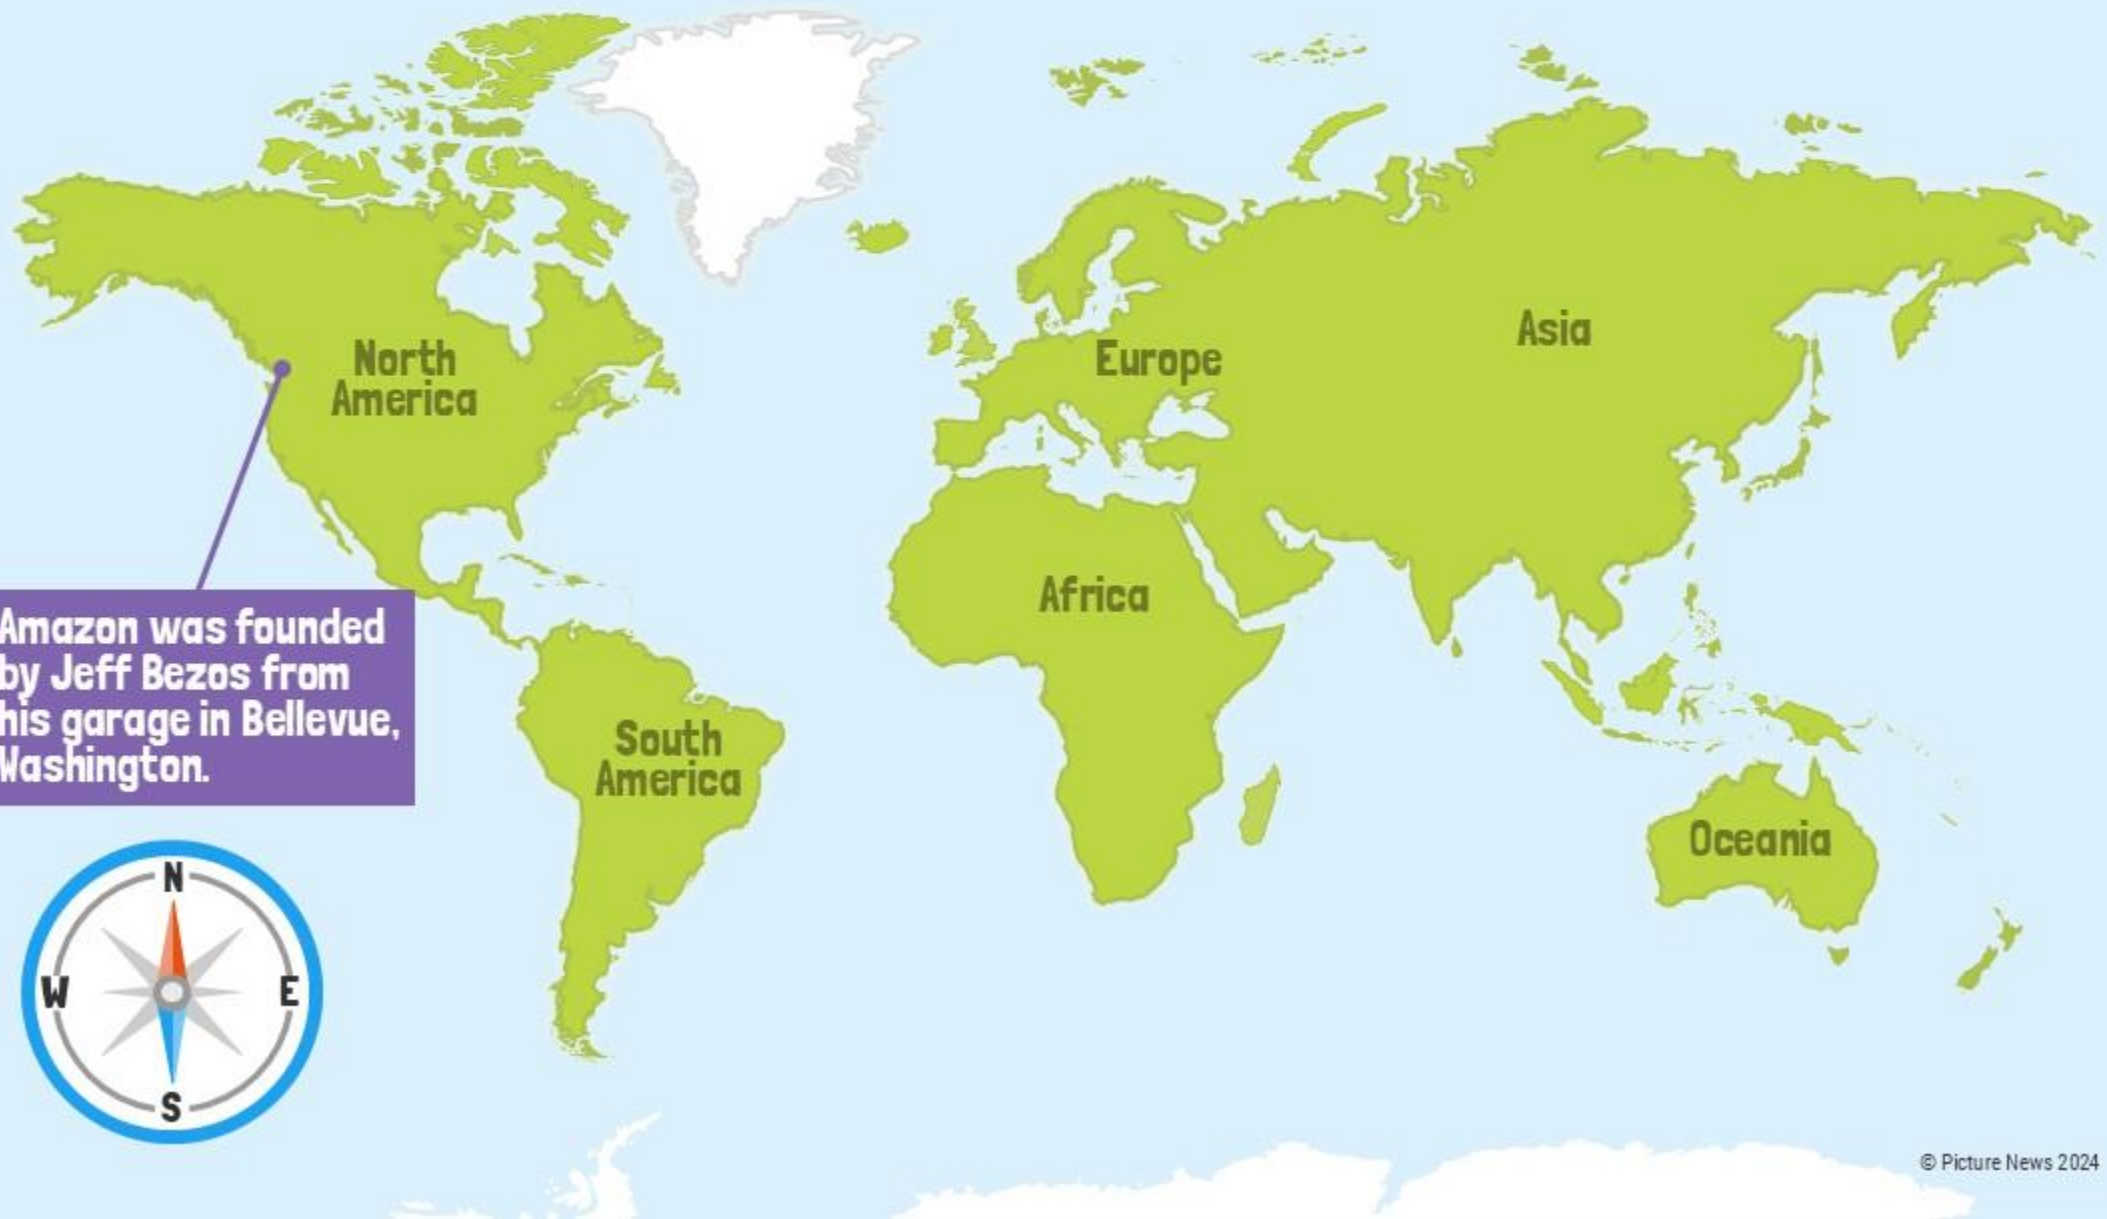 North
America
Europe
Asia
Africa
South
America
Oceania
Amazon was founded
by Jeff Bezos from
his garage in Bellevue,
Washington.
N
W
E
S
© Picture News 2024